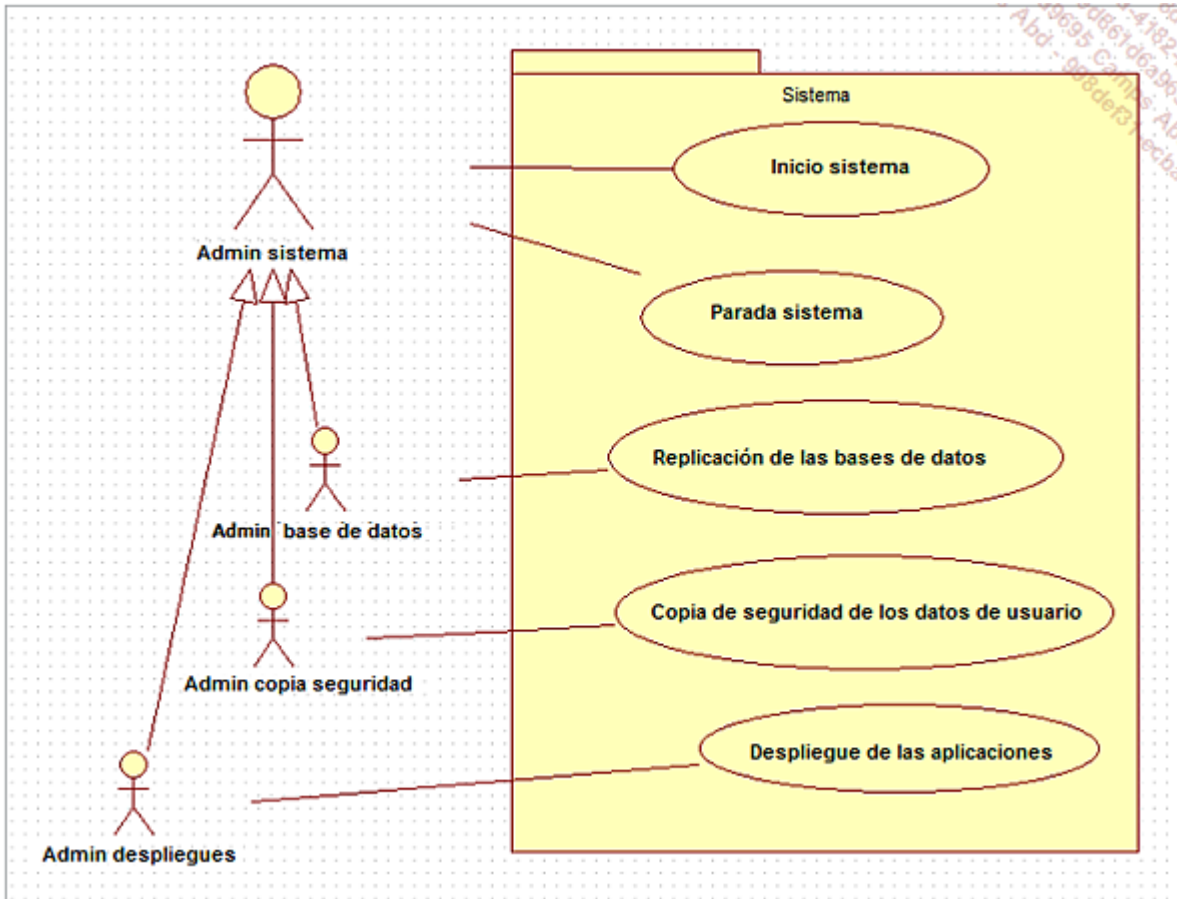 Sistema
Inicio sistema
Admin sistema
Parada sistema
Replicación de las bases de datos
Admin base de datos
Copia de seguridad de los datos de usuario
Admin copia seguridad
Despliegue de las aplicaciones
Admin despliegues